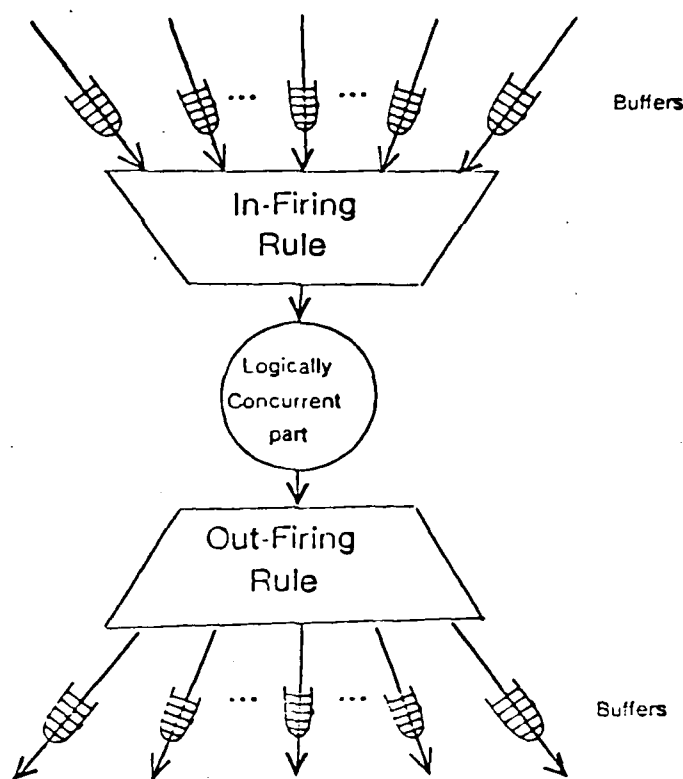 ... ...
Buffers
In-Firing
Rule
Logically
Concurrent
part
Out-Firing
Rule
... ...
Buffers